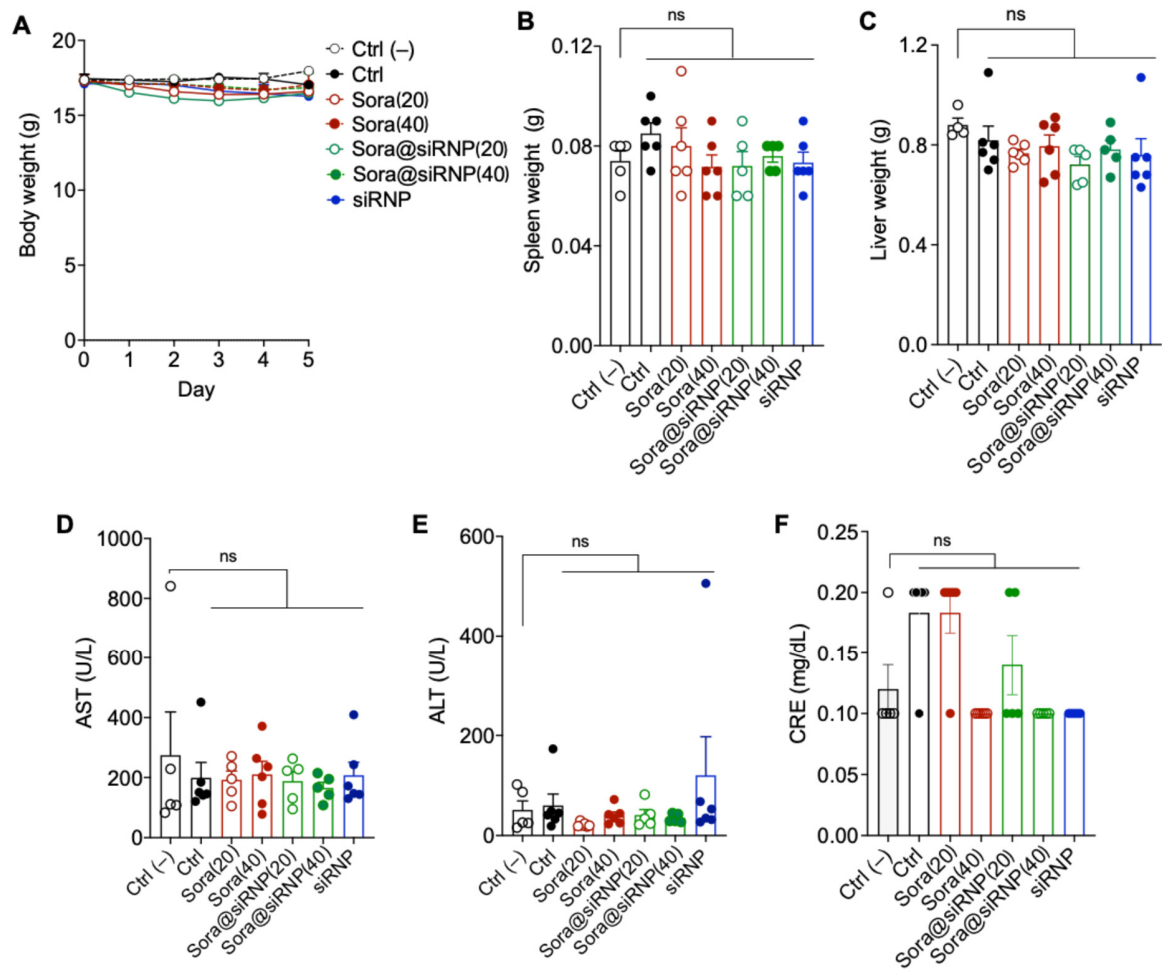 A
20
15
10
5
0
Body weight (g)
0 1 2 3 4 5
Day
Ctrl (–)
Ctrl
Sora(20)
Sora(40)
Sora@siRNP(20)
Sora@siRNP(40)
siRNP
B
ns
0.12
0.08
0.04
0.00
Spleen weight (g)
Ctrl (–)
Ctrl
Sora(20)
Sora(40)
Sora@siRNP(20)
Sora@siRNP(40)
siRNP
C
ns
1.2
0.8
0.4
0.0
Liver weight (g)
Ctrl (–)
Ctrl
Sora(20)
Sora(40)
Sora@siRNP(20)
Sora@siRNP(40)
siRNP
D
ns
1000
800
600
400
200
0
AST (U/L)
Ctrl (–)
Ctrl
Sora(20)
Sora(40)
Sora@siRNP(20)
Sora@siRNP(40)
siRNP
E
ns
600
400
200
0
ALT (U/L)
Ctrl (–)
Ctrl
Sora(20)
Sora(40)
Sora@siRNP(20)
Sora@siRNP(40)
siRNP
F
ns
0.25
0.20
0.15
0.10
0.05
0.00
CRE (mg/dL)
Ctrl (–)
Ctrl
Sora(20)
Sora(40)
Sora@siRNP(20)
Sora@siRNP(40)
siRNP